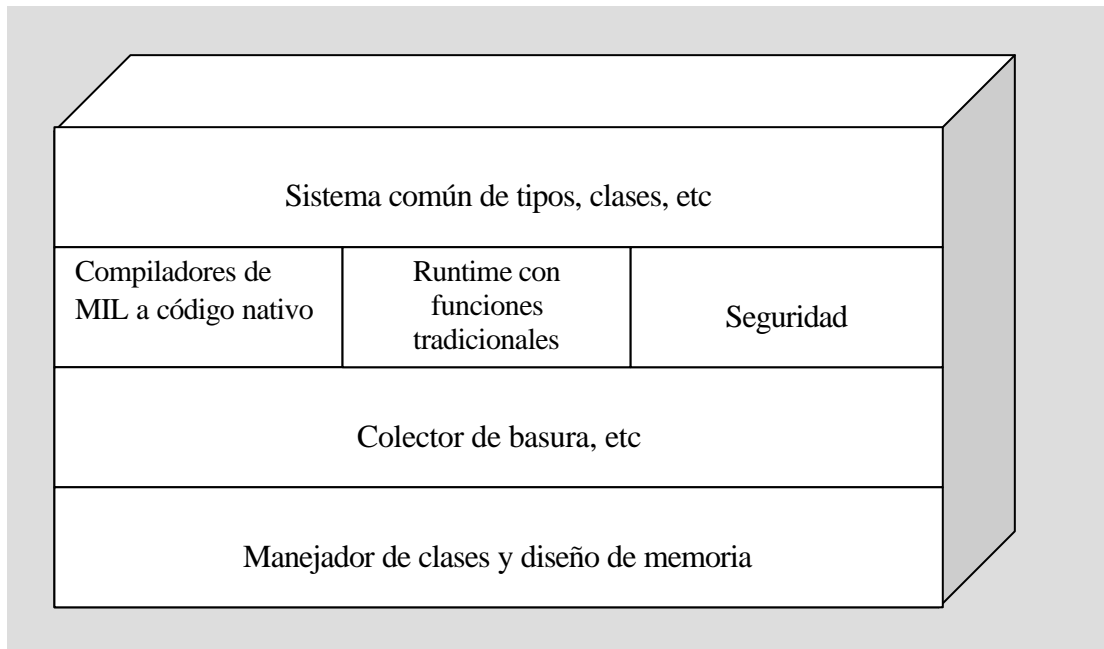 Sistema común de tipos, clases, etc
Compiladores de
MIL a código nativo
Runtime con
funciones
tradicionales
Seguridad
Colector de basura, etc
Manejador de clases y diseño de memoria